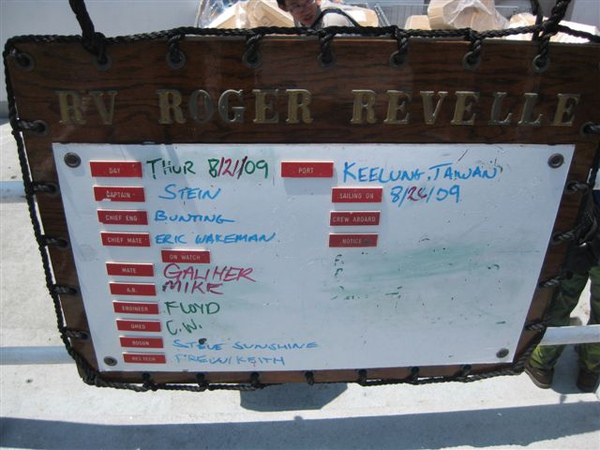 RV ROGER REVELLE
DAY THUR 8/21/09 PORT KEELUNG, TAIWAN
CAPTAIN STEIN SAILING ON 8/26/09
CHIEF ENG BUNTING CREW ABOARD
CHIEF MATE ERIC WAKEMAN NOTICE
ON WATCH
MATE GALIHER
A.B. MIKE
ENGINEER FLOYD
OILER C.W.
BOSUN STEVE SUNSHINE
RES TECH KEITH